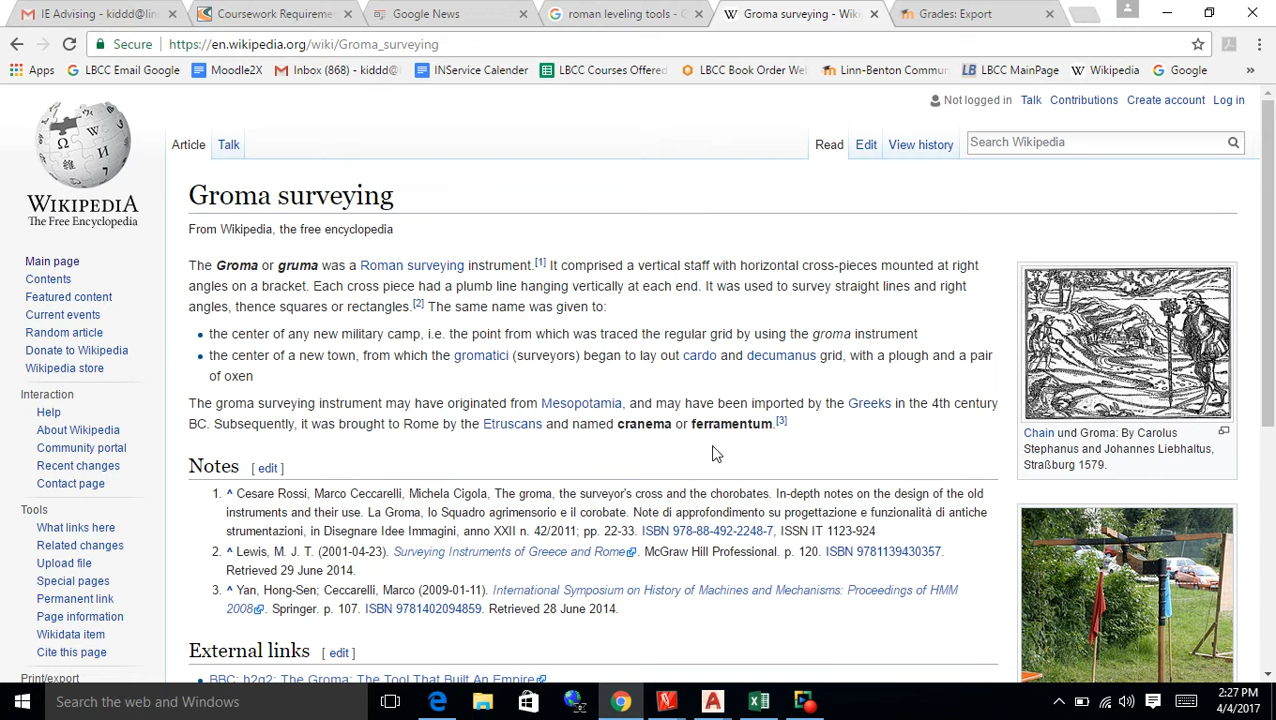 IE Advising - kiddd@lin
Coursework Requireme
Google News
roman leveling tools - G
Groma surveying - Wik
Grades: Export
Secure https://en.wikipedia.org/wiki/Groma_surveying
Apps LBCC Email Google Moodle2X Inbox (868) - kiddd@l INService Calender LBCC Courses Offered LBCC Book Order We Linn-Benton Commun LBCC MainPage Wikipedia Google »
Not logged in Talk Contributions Create account Log in
Article Talk Read Edit View history Search Wikipedia
WIKIPEDIA
The Free Encyclopedia
Main page
Contents
Featured content
Current events
Random article
Donate to Wikipedia
Wikipedia store
Interaction
Help
About Wikipedia
Community portal
Recent changes
Contact page
Tools
What links here
Related changes
Upload file
Special pages
Permanent link
Page information
Wikidata item
Cite this page
Print/export
Groma surveying
From Wikipedia, the free encyclopedia
The Groma or gruma was a Roman surveying instrument.[1] It comprised a vertical staff with horizontal cross-pieces mounted at right
angles on a bracket. Each cross piece had a plumb line hanging vertically at each end. It was used to survey straight lines and right
angles, thence squares or rectangles.[2] The same name was given to:
• the center of any new military camp, i.e. the point from which was traced the regular grid by using the groma instrument
• the center of a new town, from which the gromatici (surveyors) began to lay out cardo and decumanus grid, with a plough and a pair
of oxen
The groma surveying instrument may have originated from Mesopotamia, and may have been imported by the Greeks in the 4th century
BC. Subsequently, it was brought to Rome by the Etruscans and named cranema or ferramentum.[3]
Notes [ edit ]
1. ^ Cesare Rossi, Marco Ceccarelli, Michela Cigola, The groma, the surveyor's cross and the chorobates. In-depth notes on the design of the old
instruments and their use. La Groma, lo Squadro agrimensorio e il corobate. Note di approfondimento su progettazione e funzionalità di antiche
strumentazioni, in Disegnare Idee Immagini, anno XXII n. 42/2011; pp. 22-33. ISBN 978-88-492-2248-7, ISSN IT 1123-924
2. ^ Lewis, M. J. T. (2001-04-23). Surveying Instruments of Greece and Rome. McGraw Hill Professional. p. 120. ISBN 9781139430357.
Retrieved 29 June 2014.
3. ^ Yan, Hong-Sen; Ceccarelli, Marco (2009-01-11). International Symposium on History of Machines and Mechanisms: Proceedings of HMM
2008. Springer. p. 107. ISBN 9781402094859. Retrieved 28 June 2014.
External links [ edit ]
BBC: h2g2: The Groma: The Tool That Built An Empire
Chain und Groma: By Carolus
Stephanus and Johannes Liebhaltus,
Straßburg 1579.
Search the web and Windows
2:27 PM
4/4/2017